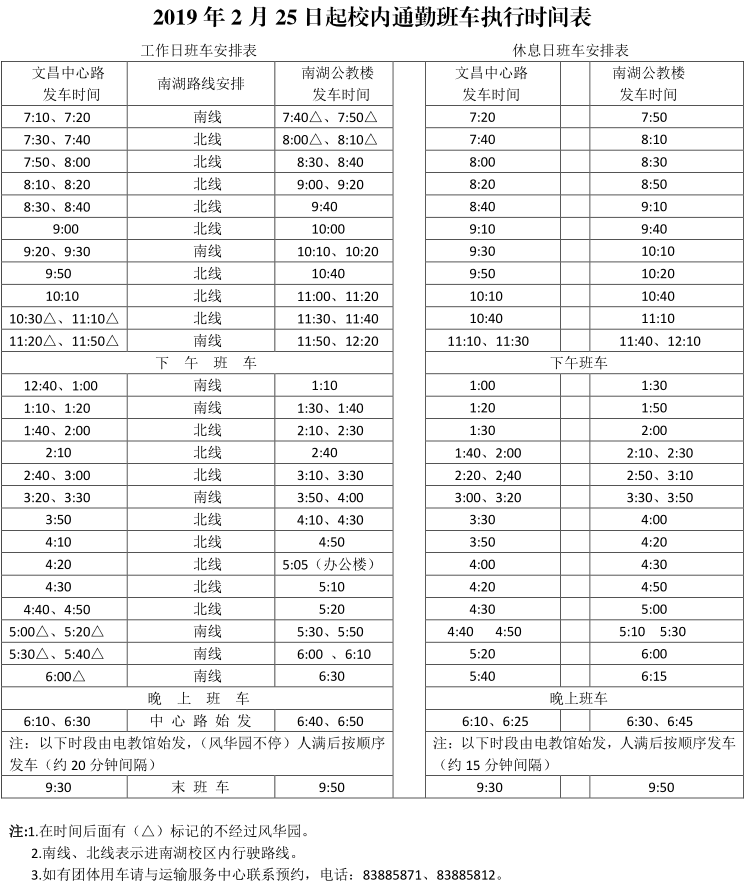 2019 年 2 月 25 日起校内通勤班车执行时间表
工作日班车安排表
文昌中心路 南湖路线安排 南湖公教楼
发车时间 发车时间
7:10、7:20 南线 7:40△、7:50△
7:30、7:40 北线 8:00△、8:10△
7:50、8:00 北线 8:30、8:40
8:10、8:20 北线 9:00、9:20
8:30、8:40 北线 9:40
9:00 北线 10:00
9:20、9:30 南线 10:10、10:20
9:50 北线 10:40
10:10 北线 11:00、11:20
10:30△、11:10△ 北线 11:30、11:40
11:20△、11:50△ 南线 11:50、12:20
下 午 班 车
12:40、1:00 南线 1:10
1:10、1:20 南线 1:30、1:40
1:40、2:00 北线 2:10、2:30
2:10 北线 2:40
2:40、3:00 北线 3:10、3:30
3:20、3:30 南线 3:50、4:00
3:50 北线 4:10、4:30
4:10 北线 4:50
4:20 北线 5:05（办公楼）
4:30 北线 5:10
4:40、4:50 北线 5:20
5:00△、5:20△ 南线 5:30、5:50
5:30△、5:40△ 南线 6:00 、6:10
6:00△ 南线 6:30
晚 上 班 车
6:10、6:30 中 心 路 始 发 6:40、6:50
注：以下时段由电教馆始发，（风华园不停）人满后按顺序
发车（约 20 分钟间隔）
9:30 末 班 车 9:50
休息日班车安排表
文昌中心路 南湖公教楼
发车时间 发车时间
7:20 7:50
7:40 8:10
8:00 8:30
8:20 8:50
8:40 9:10
9:10 9:40
9:30 10:10
9:50 10:20
10:10 10:40
10:40 11:10
11:10、11:30 11:40、12:10
下午班车
1:00 1:30
1:20 1:50
1:30 2:00
1:40、2:00 2:10、2:30
2:20、2;40 2:50、3:10
3:00、3:20 3:30、3:50
3:30 4:00
3:50 4:20
4:00 4:30
4:20 4:50
4:30 5:00
4:40 4:50 5:10 5:30
5:20 6:00
5:40 6:15
晚上班车
6:10、6:25 6:30、6:45
注：以下时段由电教馆始发，人满后按顺序发车
（约 15 分钟间隔）
9:30 9:50
注:1.在时间后面有（△）标记的不经过风华园。
2.南线、北线表示进南湖校区内行驶路线。
3.如有团体用车请与运输服务中心联系预约，电话：83885871、83885812。